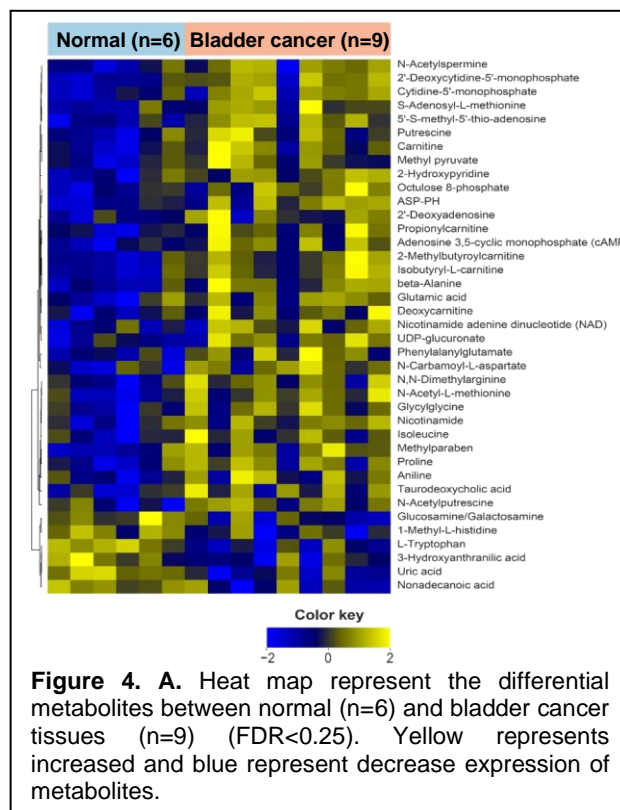 Normal (n=6) Bladder cancer (n=9)
N-Acetylspermine
2'-Deoxycytidine-5'-monophosphate
Cytidine-5'-monophosphate
S-Adenosyl-L-methionine
5'-S-methyl-5'-thio-adenosine
Putrescine
Carnitine
Methyl pyruvate
2-Hydroxypyridine
Octulose 8-phosphate
ASP-PH
2'-Deoxyadenosine
Propionylcarnitine
Adenosine 3,5-cyclic monophosphate (cAMP
2-Methylbutyroylcarnitine
Isobutyryl-L-carnitine
beta-Alanine
Glutamic acid
Deoxycarnitine
Nicotinamide adenine dinucleotide (NAD)
UDP-glucuronate
Phenylalanylglutamate
N-Carbamoyl-L-aspartate
N,N-Dimethylarginine
N-Acetyl-L-methionine
Glycylglycine
Nicotinamide
Isoleucine
Methylparaben
Proline
Aniline
Taurodeoxycholic acid
N-Acetylputrescine
Glucosamine/Galactosamine
1-Methyl-L-histidine
L-Tryptophan
3-Hydroxyanthranilic acid
Uric acid
Nonadecanoic acid
Color key
−2 0 2
Figure 4. A. Heat map represent the differential
metabolites between normal (n=6) and bladder cancer
tissues (n=9) (FDR<0.25). Yellow represents
increased and blue represent decrease expression of
metabolites.